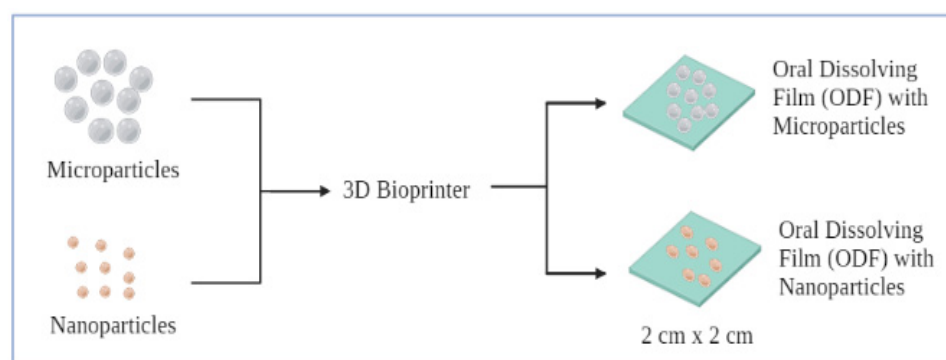 Microparticles
Nanoparticles
3D Bioprinter
Oral Dissolving
Film (ODF) with
Microparticles
Oral Dissolving
Film (ODF) with
Nanoparticles
2 cm x 2 cm